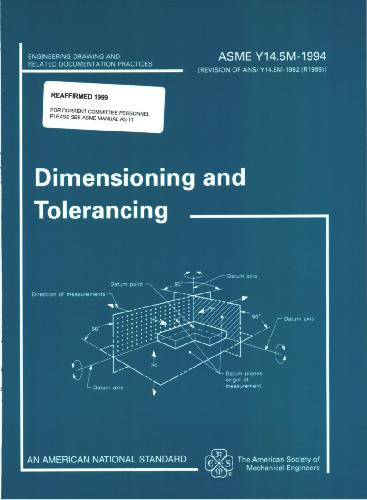 ENGINEERING DRAWING AND
RELATED DOCUMENTATION PRACTICES
ASME Y14.5M-1994
[REVISION OF ANSI Y14.5M-1982 (R1988)]
REAFFIRMED 1999
FOR CURRENT COMMITTEE PERSONNEL
PLEASE SEE ASME MANUAL AS-11
Dimensioning and
Tolerancing
Datum axis
Datum point
90°
Direction of measurements
90°
90°
Datum axis
Datum planes
origin of
measurement
Datum axis
AN AMERICAN NATIONAL STANDARD
The American Society of
Mechanical Engineers